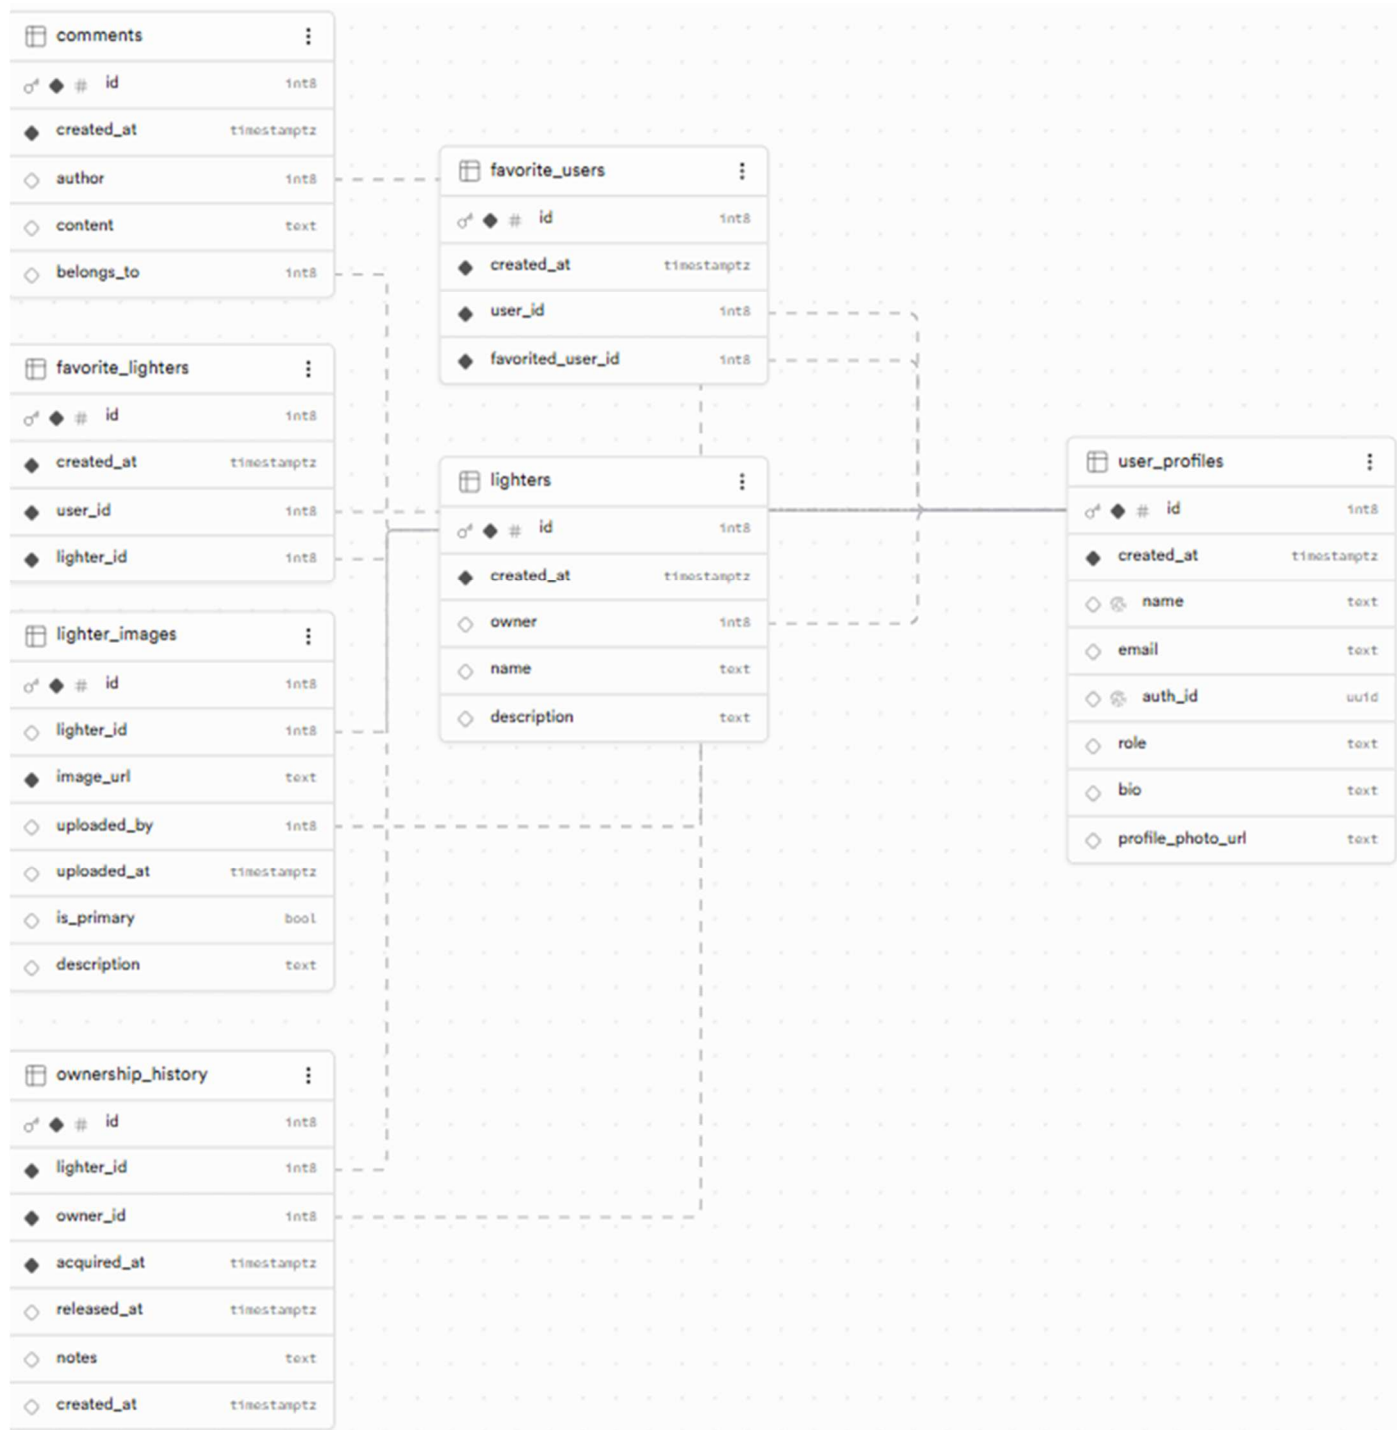 comments
# id int8
created_at timestamptz
author int8
content text
belongs_to int8
favorite_users
# id int8
created_at timestamptz
user_id int8
favorited_user_id int8
favorite_lighters
# id int8
created_at timestamptz
user_id int8
lighter_id int8
lighters
# id int8
created_at timestamptz
owner int8
name text
description text
user_profiles
# id int8
created_at timestamptz
name text
email text
auth_id uuid
role text
bio text
profile_photo_url text
lighter_images
# id int8
lighter_id int8
image_url text
uploaded_by int8
uploaded_at timestamptz
is_primary bool
description text
ownership_history
# id int8
lighter_id int8
owner_id int8
acquired_at timestamptz
released_at timestamptz
notes text
created_at timestamptz